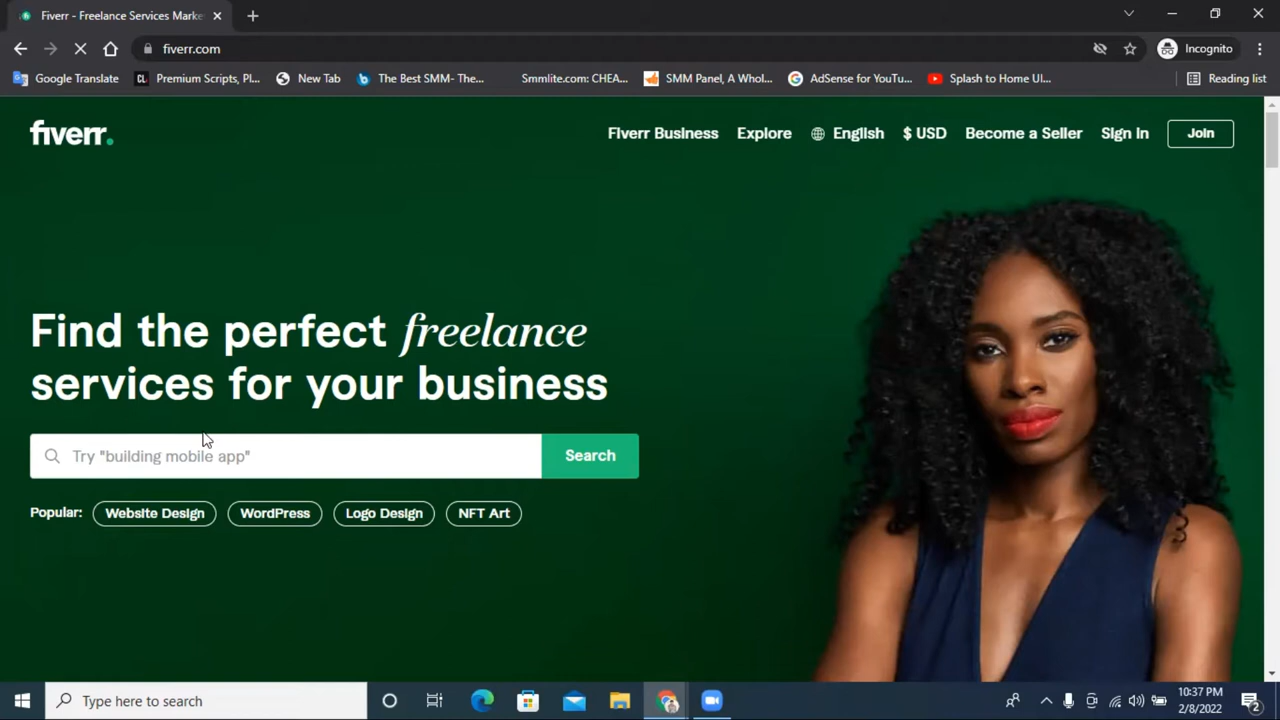 Fiverr - Freelance Services Marke
fiverr.com
Incognito
Google Translate
Premium Scripts, Pl...
New Tab
The Best SMM- The...
Smmlite.com: CHEA...
SMM Panel, A Whol...
AdSense for YouTu...
Splash to Home UI...
Reading list
fiverr.
Fiverr Business
Explore
English
$ USD
Become a Seller
Sign In
Join
Find the perfect freelance
services for your business
Try "building mobile app"
Search
Popular:
Website Design
WordPress
Logo Design
NFT Art
Type here to search
10:37 PM
2/8/2022
2